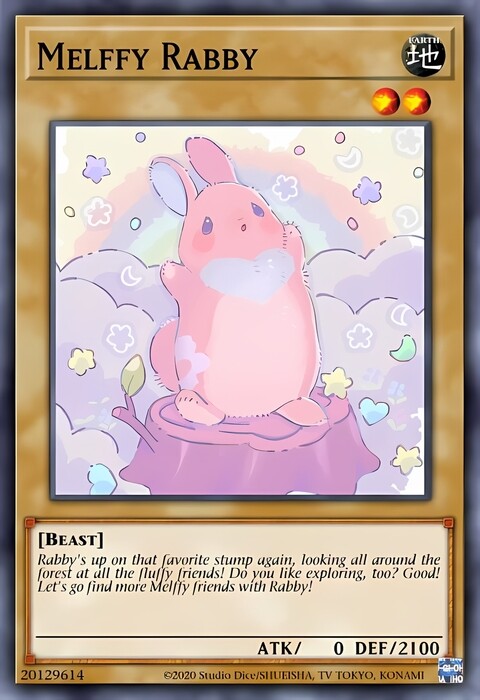 Melffy Rabby
EARTH
地
[Beast]
Rabby's up on that favorite stump again, looking all around the
forest at all the fluffy friends! Do you like exploring, too? Good!
Let's go find more Melffy friends with Rabby!
ATK/ 0 DEF/2100
20129614
©2020 Studio Dice/SHUEISHA, TV TOKYO, KONAMI